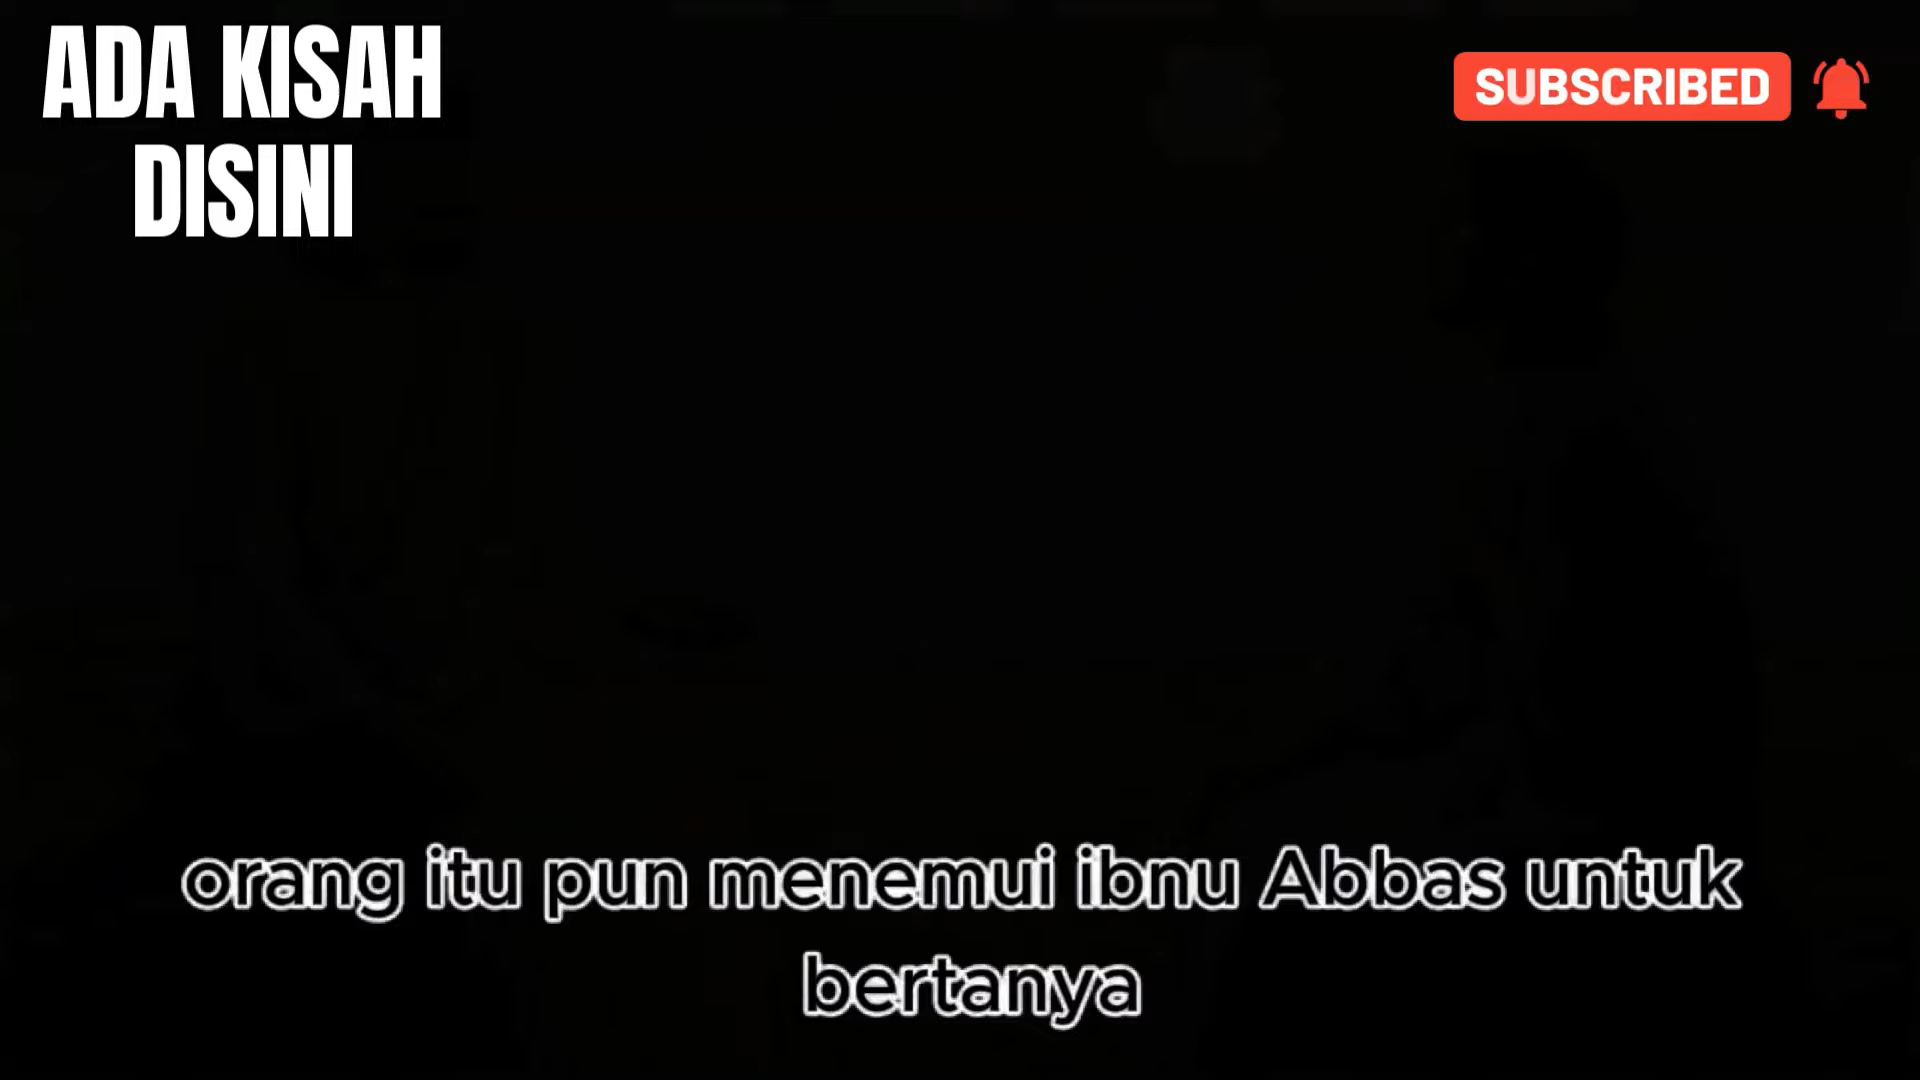 ADA KISAH
DISINI
SUBSCRIBED
orang itu pun menemui ibnu Abbas untuk
bertanya